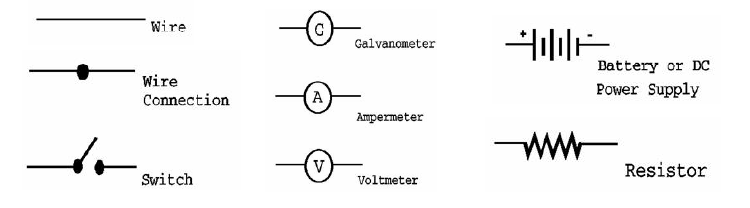 Wire
Wire
Connection
Switch
G
Galvanometer
A
Ampermeter
V
Voltmeter
+ -
Battery or DC
Power Supply
Resistor